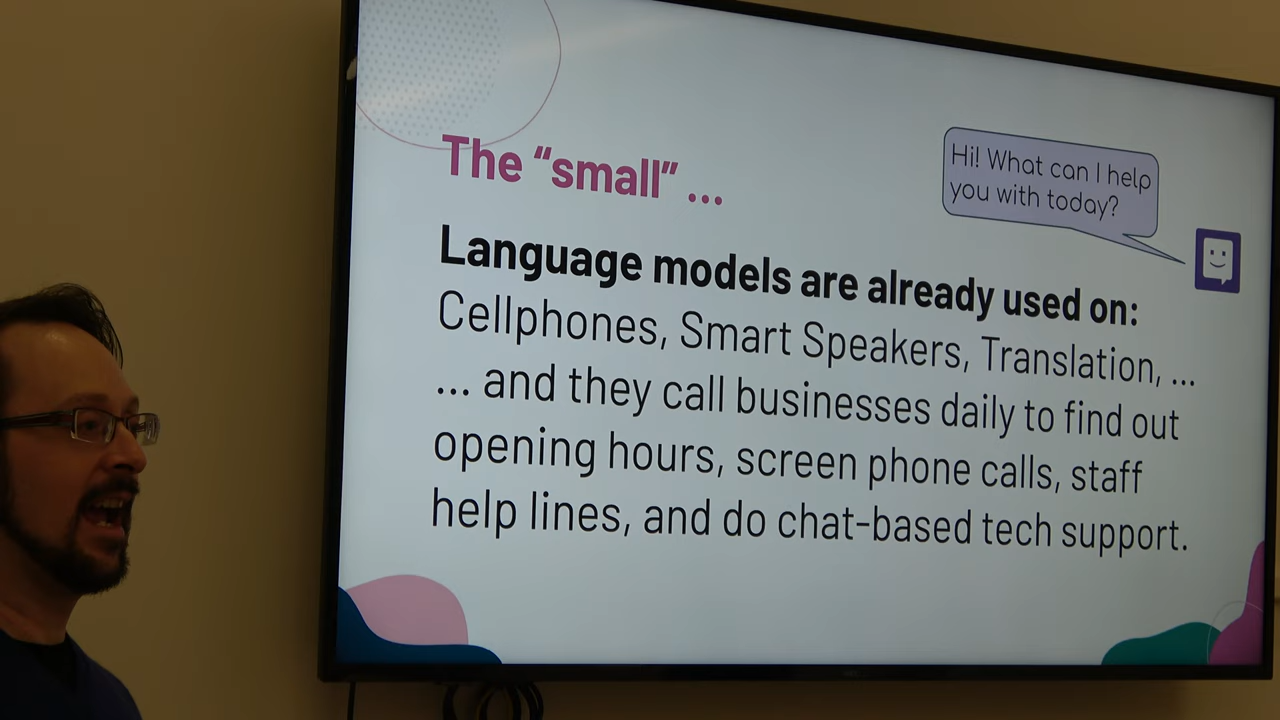 The “small” ...
Hi! What can I help
you with today?
Language models are already used on:
Cellphones, Smart Speakers, Translation, ...
... and they call businesses daily to find out
opening hours, screen phone calls, staff
help lines, and do chat-based tech support.